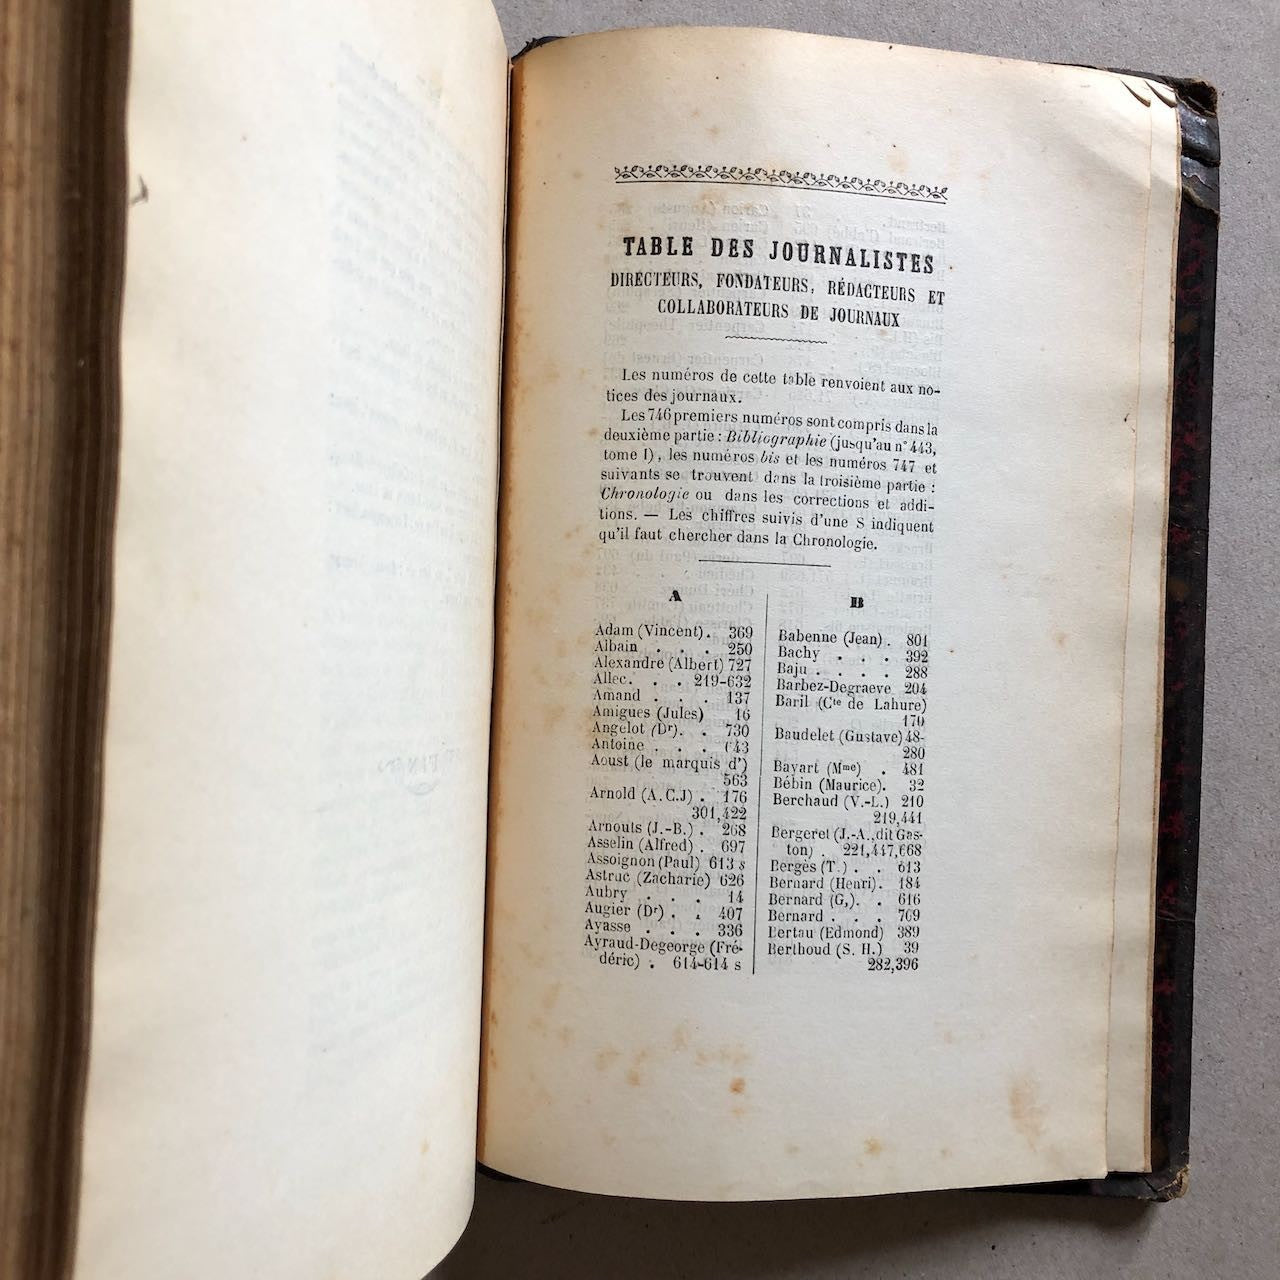 TABLE DES JOURNALISTES
DIRECTEURS, FONDATEURS, RÉDACTEURS ET
COLLABORATEURS DE JOURNAUX
Les numéros de cette table renvoient aux no-
tices des journaux.
Les 746 premiers numéros sont compris dans la
deuxième partie : Bibliographie (jusqu'au n° 443,
tome I), les numéros bis et les numéros 747 et
suivants se trouvent dans la troisième partie :
Chronologie ou dans les corrections et addi-
tions. — Les chiffres suivis d'une S indiquent
qu'il faut chercher dans la Chronologie.
A
Adam (Vincent). 369
Albain . . . 250
Alexandre (Albert) 727
Allec. . . 219-632
Amand . . . 137
Amigues (Jules) 16
Angelot (Dr). . 730
Antoine . . . 643
Aoust (le marquis d')
563
Arnold (A.C.J) . 176
301,422
Arnouts (J.-B.) . 268
Asselin (Alfred) . 697
Assoignon (Paul) 613 s
Astruc (Zacharie) 626
Aubry . . . 14
Augier (Dr) . . 407
Ayasse . . . 336
Ayraud-Degeorge (Fré-
déric) . 614-614 s
B
Babenne (Jean) . 801
Bachy . . . 392
Baju . . . . 288
Barbez-Degraeve 204
Baril (Cte de Lahure)
170
Baudelet (Gustave) 48-
280
Bavart (Mme) . 481
Bébin (Maurice). 32
Berchaud (V.-L.) 210
219,441
Bergeret (J.-A., dit Gas-
ton) . 221,447,668
Bergès (T.) . . 613
Bernard (Henri). 184
Bernard (G,). . 616
Bernard . . . 769
Bertau (Edmond) 389
Berthoud (S. H.) 39
282,396